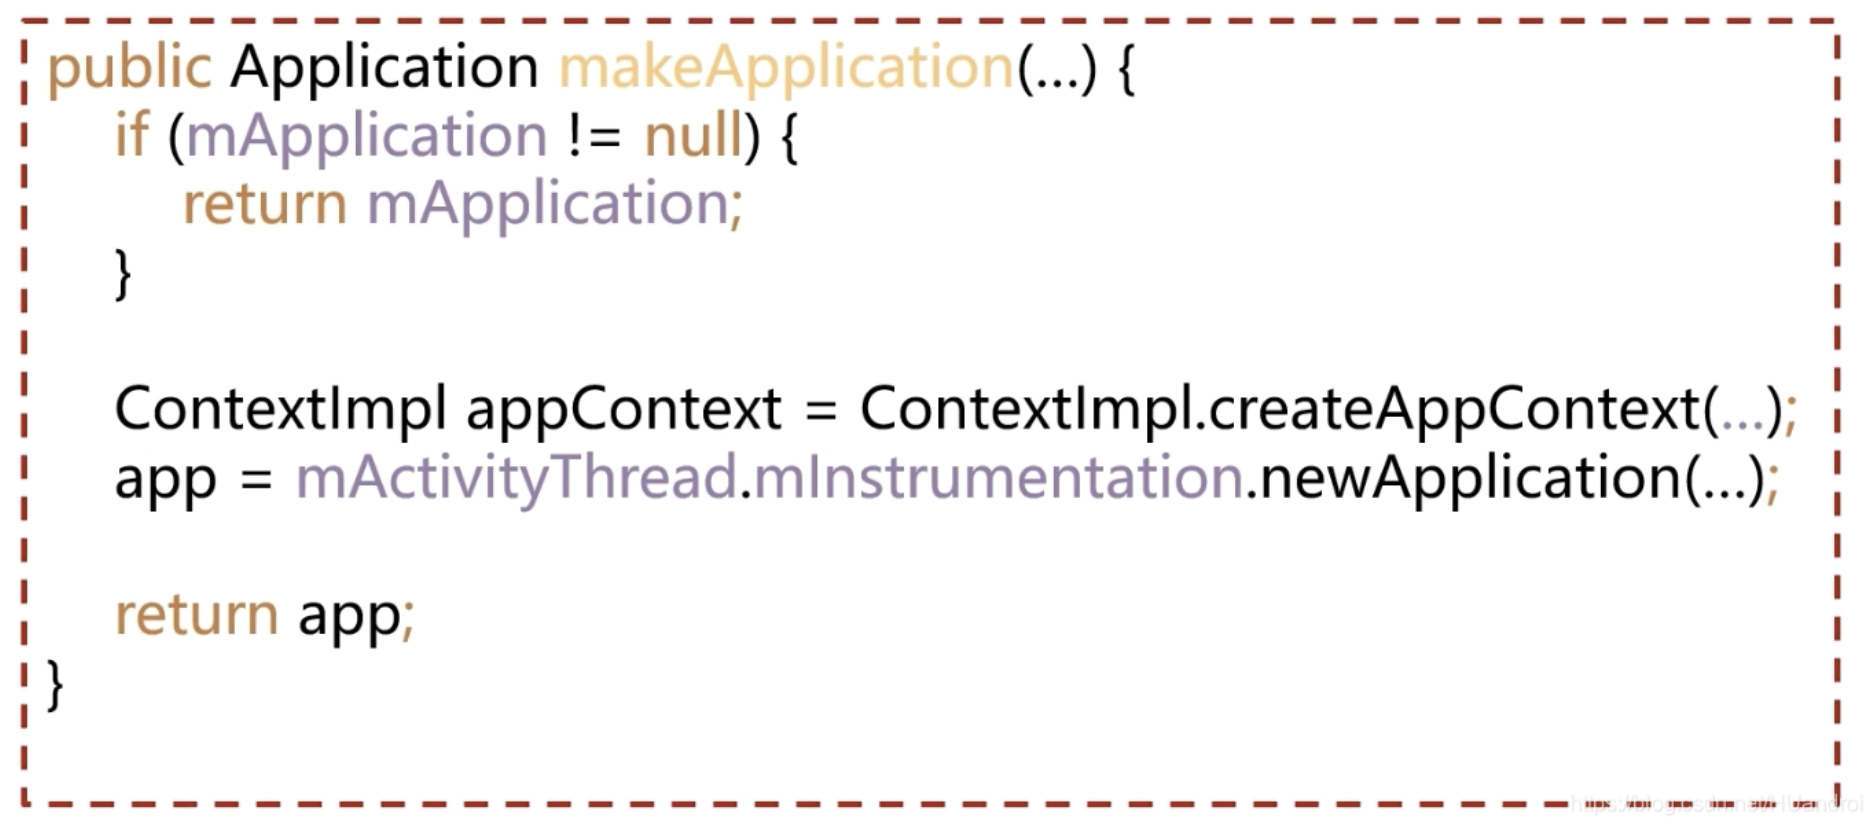 public Application makeApplication(...) {
if (mApplication != null) {
return mApplication;
}
ContextImpl appContext = ContextImpl.createAppContext(...);
app = mActivityThread.mInstrumentation.newApplication(...);
return app;
}
https://blog.csdn.net/HUandroi